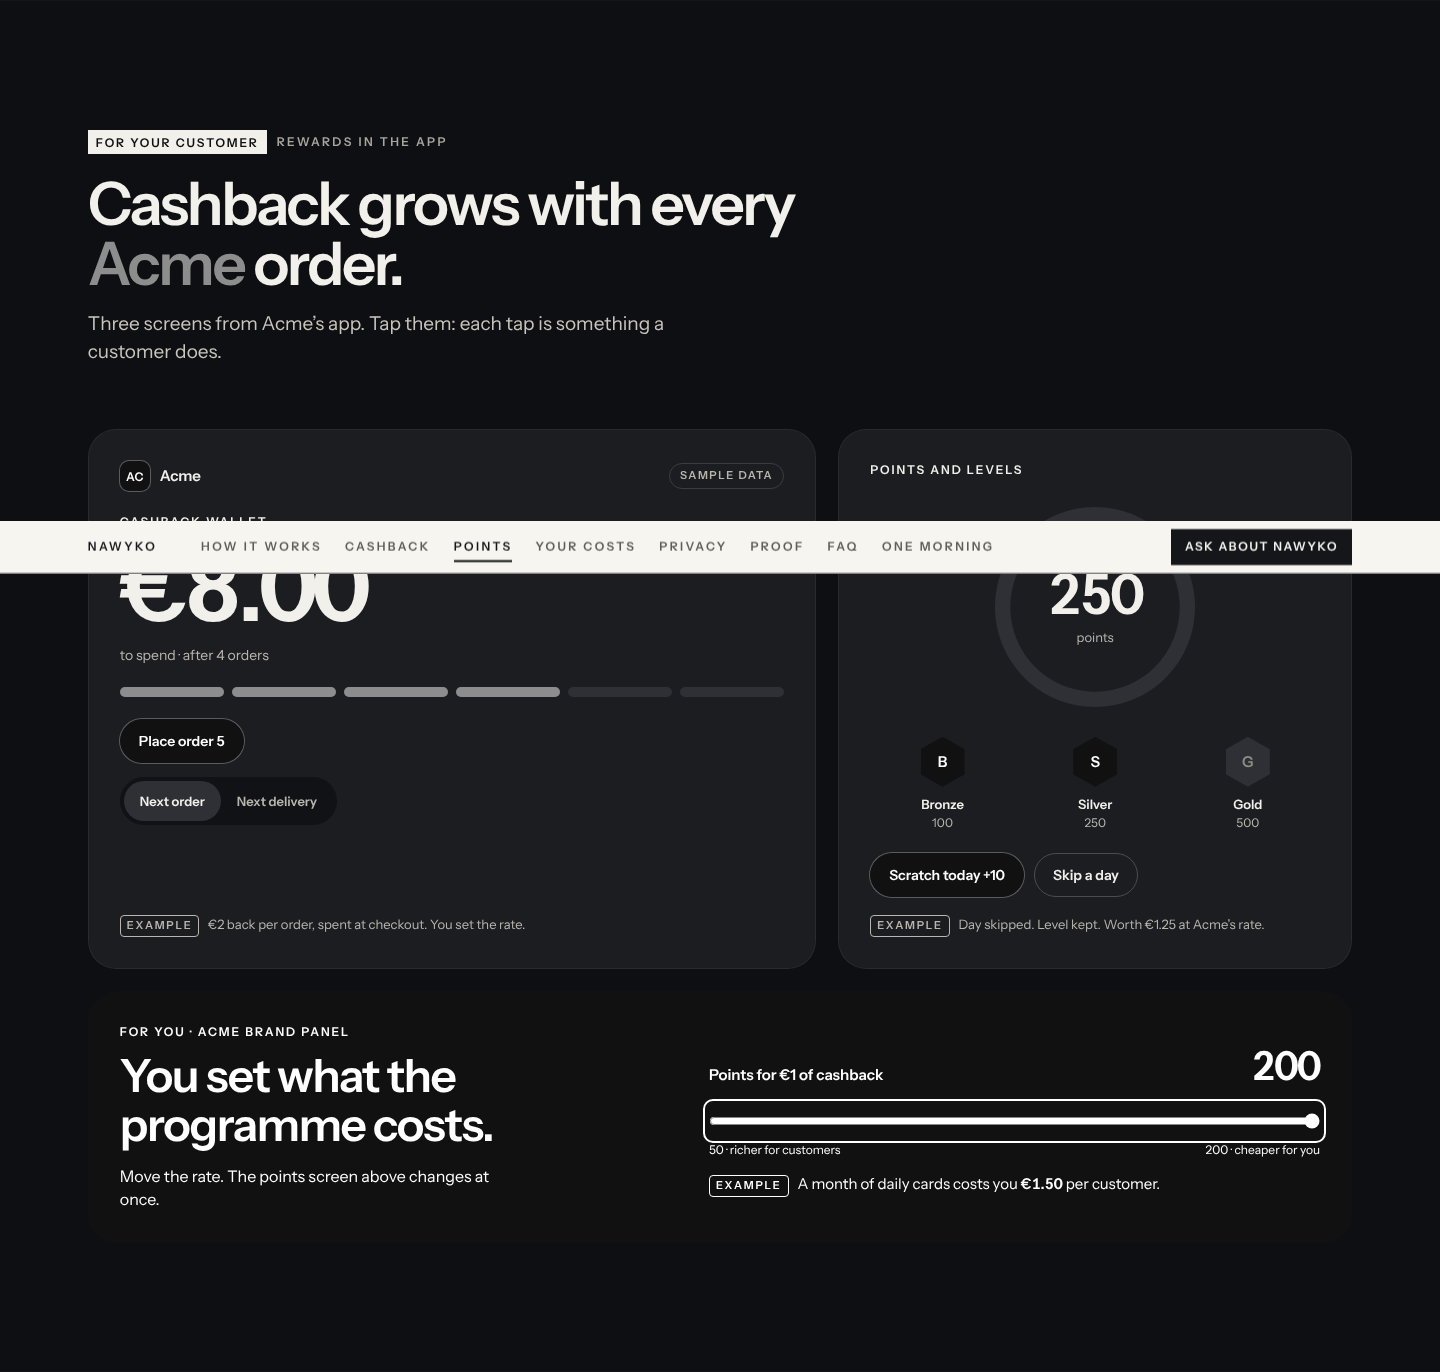 FOR YOUR CUSTOMER REWARDS IN THE APP
Cashback grows with every
Acme order.
Three screens from Acme’s app. Tap them: each tap is something a
customer does.
AC Acme
SAMPLE DATA
CASHBACK WALLET
POINTS AND LEVELS
NAWYKO HOW IT WORKS CASHBACK POINTS YOUR COSTS PRIVACY PROOF FAQ ONE MORNING ASK ABOUT NAWYKO
€8.00
to spend · after 4 orders
Place order 5
Next order Next delivery
EXAMPLE €2 back per order, spent at checkout. You set the rate.
250
points
B S G
Bronze Silver Gold
100 250 500
Scratch today +10 Skip a day
EXAMPLE Day skipped. Level kept. Worth €1.25 at Acme’s rate.
FOR YOU · ACME BRAND PANEL
You set what the
programme costs.
Move the rate. The points screen above changes at
once.
Points for €1 of cashback 200
50 · richer for customers 200 · cheaper for you
EXAMPLE A month of daily cards costs you €1.50 per customer.